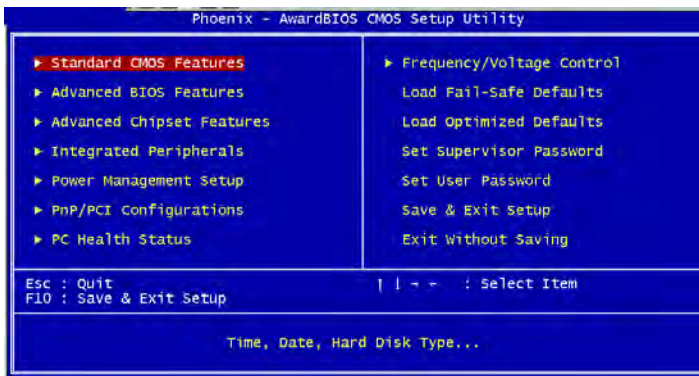 Phoenix - AwardBIOS CMOS Setup Utility
▶ Standard CMOS Features
▶ Advanced BIOS Features
▶ Advanced Chipset Features
▶ Integrated Peripherals
▶ Power Management Setup
▶ PnP/PCI Configurations
▶ PC Health Status
▶ Frequency/Voltage Control
Load Fail-Safe Defaults
Load Optimized Defaults
Set Supervisor Password
Set User Password
Save & Exit Setup
Exit Without Saving
Esc : Quit
F10 : Save & Exit Setup
↑ ↓ → ← : Select Item
Time, Date, Hard Disk Type...